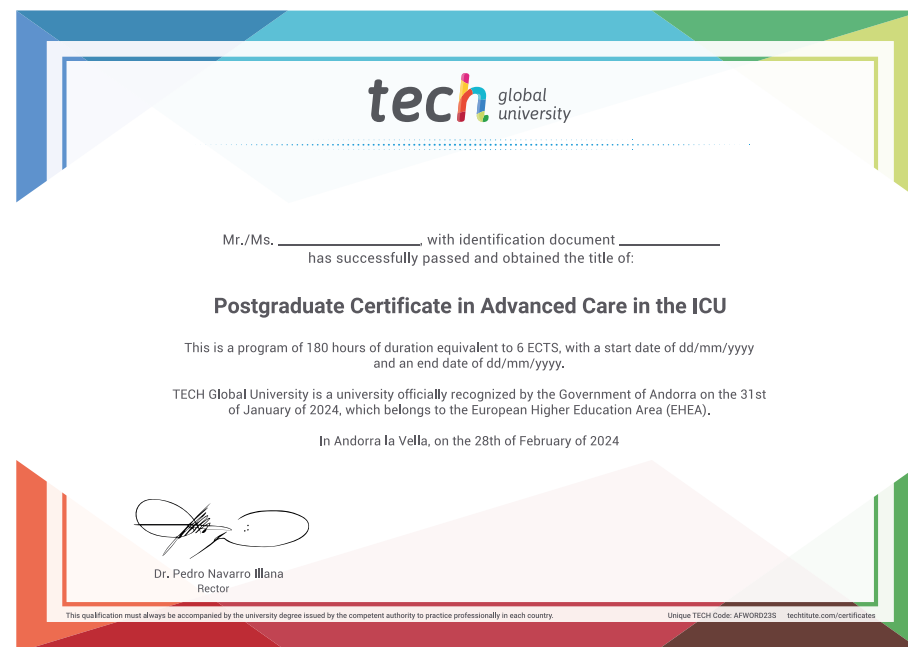 tech global university
Mr./Ms. ____________________, with identification document ______________
has successfully passed and obtained the title of:
Postgraduate Certificate in Advanced Care in the ICU
This is a program of 180 hours of duration equivalent to 6 ECTS, with a start date of dd/mm/yyyy
and an end date of dd/mm/yyyy.
TECH Global University is a university officially recognized by the Government of Andorra on the 31st
of January of 2024, which belongs to the European Higher Education Area (EHEA).
In Andorra la Vella, on the 28th of February of 2024
Dr. Pedro Navarro Illana
Rector
This qualification must always be accompanied by the university degree issued by the competent authority to practice professionally in each country.
Unique TECH Code: AFWORD23S techtitute.com/certificates